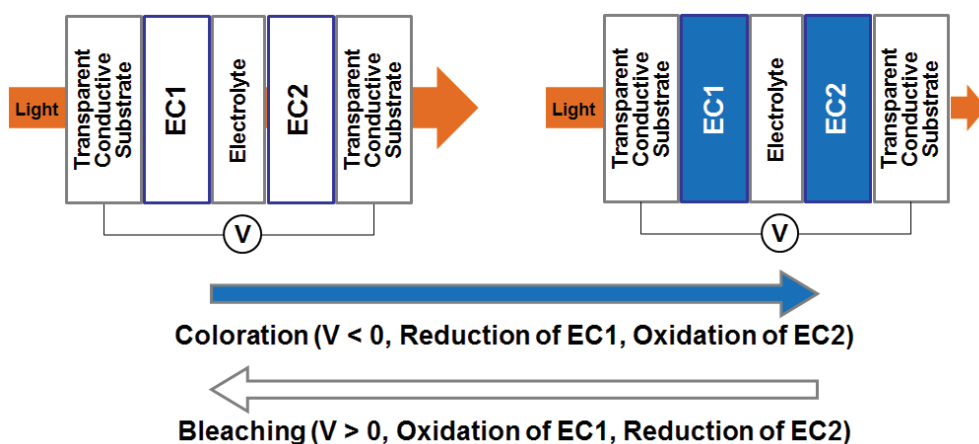 Light
Transparent
Conductive
Substrate
EC1
Electrolyte
EC2
Transparent
Conductive
Substrate
V
Light
Transparent
Conductive
Substrate
EC1
Electrolyte
EC2
Transparent
Conductive
Substrate
V
Coloration (V < 0, Reduction of EC1, Oxidation of EC2)
Bleaching (V > 0, Oxidation of EC1, Reduction of EC2)